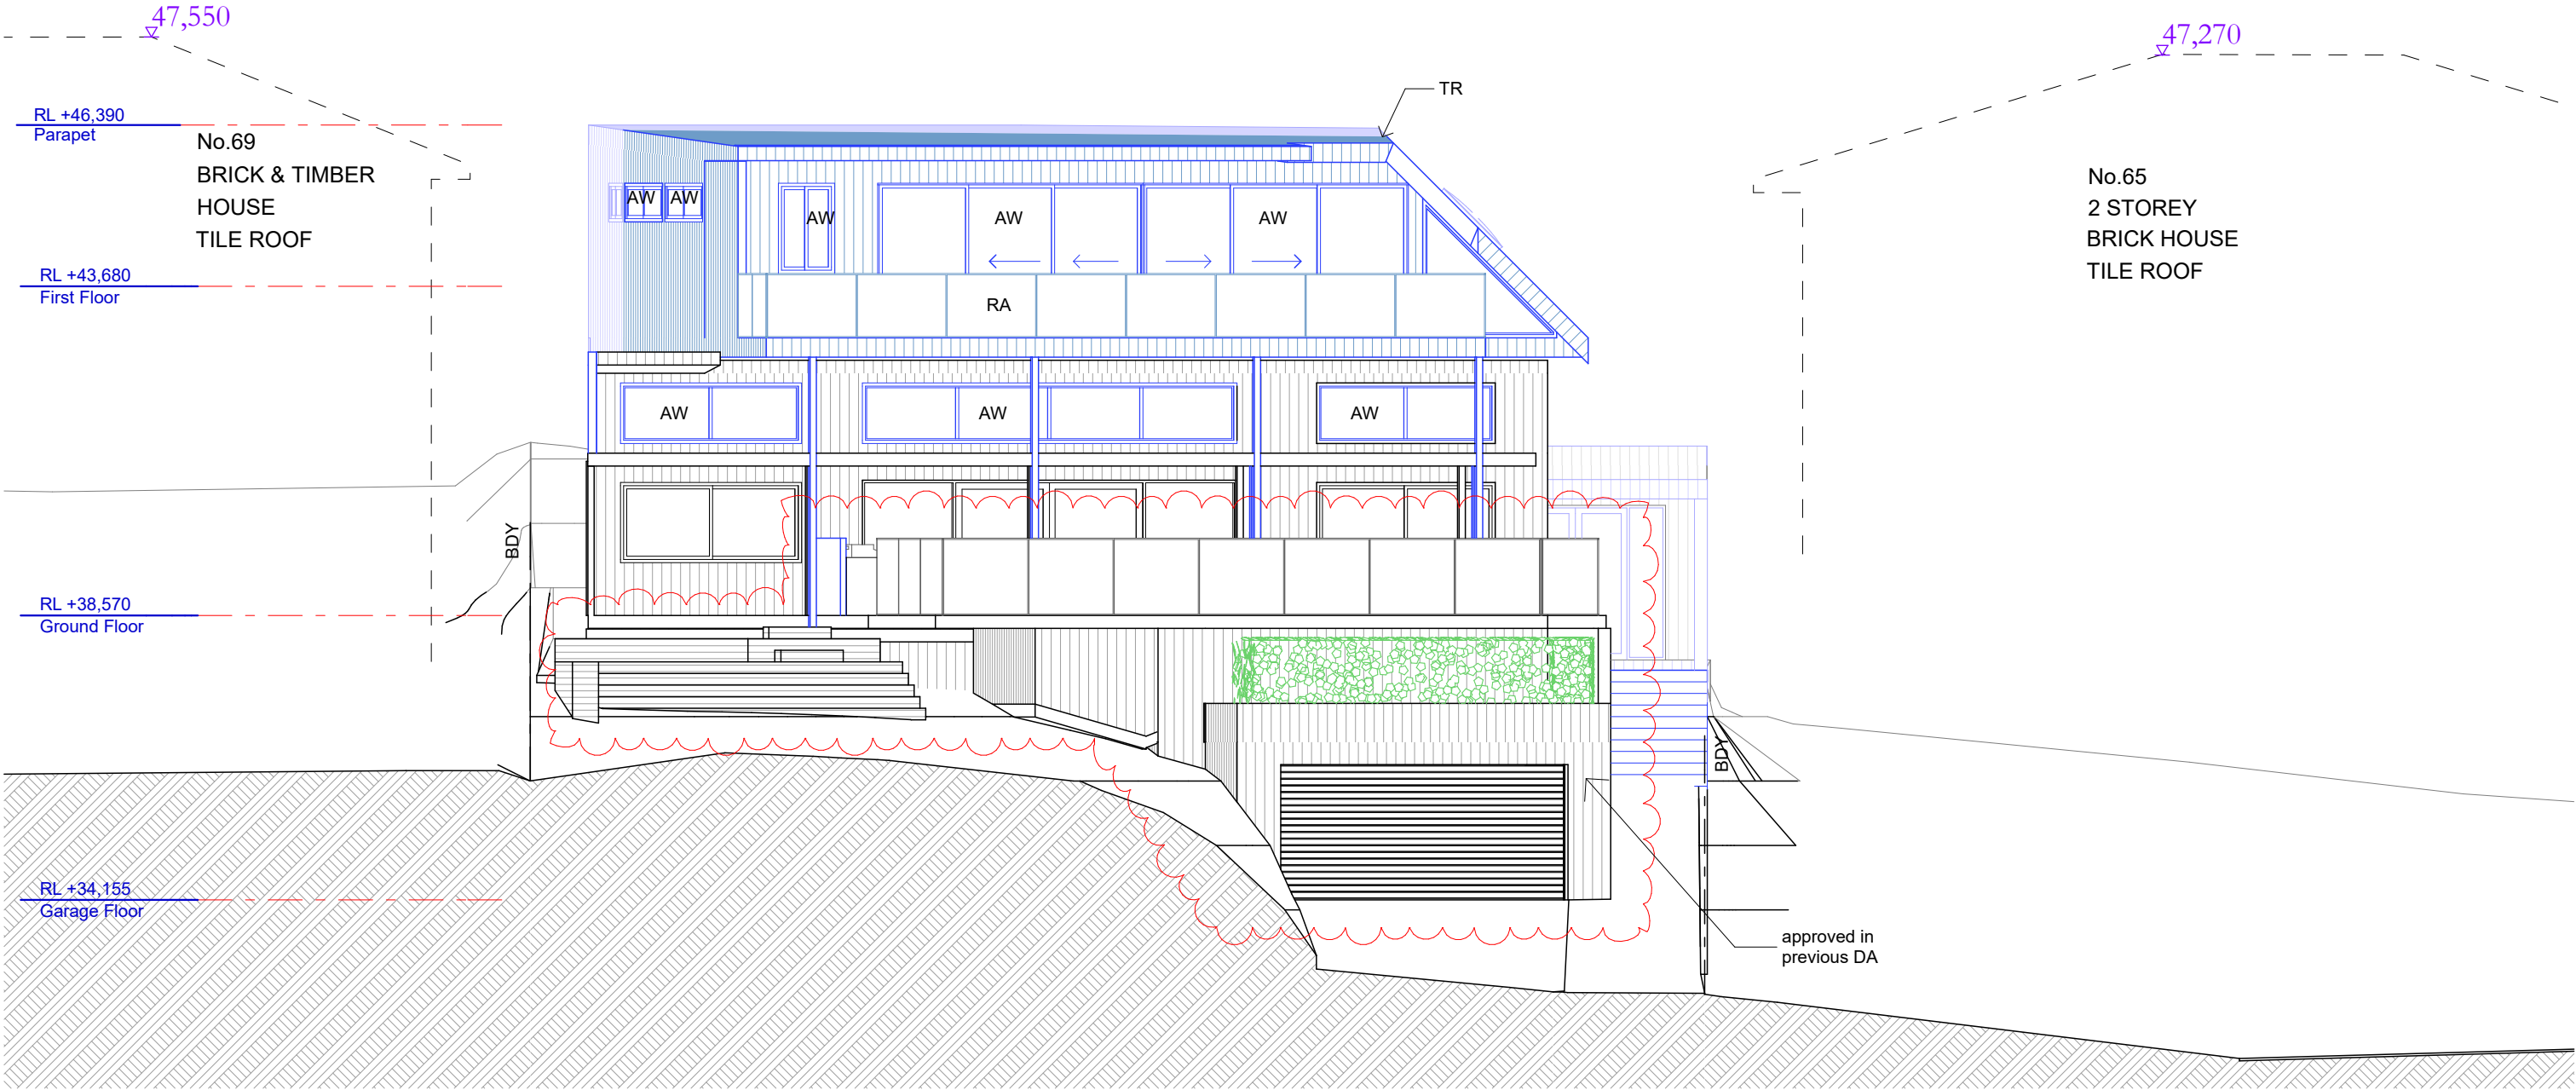 47,550
47,270
TR
RL +46,390
Parapet
No.69
BRICK & TIMBER
HOUSE
TILE ROOF
No.65
2 STOREY
BRICK HOUSE
TILE ROOF
AW
AW
AW
AW
AW
RL +43,680
First Floor
RA
AW
AW
AW
BDY
RL +38,570
Ground Floor
BDY
RL +34,155
Garage Floor
approved in
previous DA